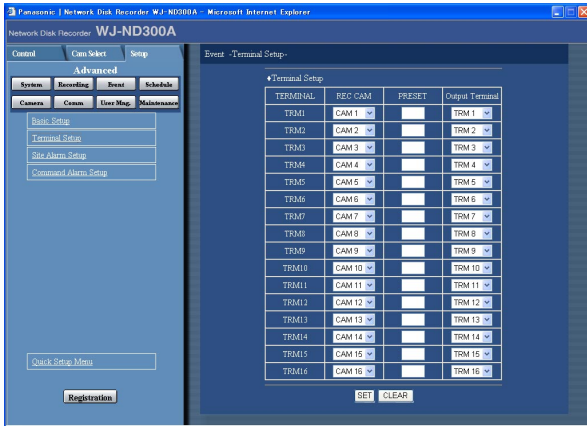 Panasonic | Network Disk Recorder WJ-ND300A - Microsoft Internet Explorer
Network Disk Recorder WJ-ND300A
Control Cam Select Setup
Advanced
System Recording Event Schedule
Camera Comm User Mng. Maintenance
Basic Setup
Terminal Setup
Site Alarm Setup
Command Alarm Setup
Quick Setup Menu
Registration
Event -Terminal Setup-
♦Terminal Setup
TERMINAL REC CAM PRESET Output Terminal
TRM1 CAM 1 TRM 1
TRM2 CAM 2 TRM 2
TRM3 CAM 3 TRM 3
TRM4 CAM 4 TRM 4
TRM5 CAM 5 TRM 5
TRM6 CAM 6 TRM 6
TRM7 CAM 7 TRM 7
TRM8 CAM 8 TRM 8
TRM9 CAM 9 TRM 9
TRM10 CAM 10 TRM 10
TRM11 CAM 11 TRM 11
TRM12 CAM 12 TRM 12
TRM13 CAM 13 TRM 13
TRM14 CAM 14 TRM 14
TRM15 CAM 15 TRM 15
TRM16 CAM 16 TRM 16
SET CLEAR